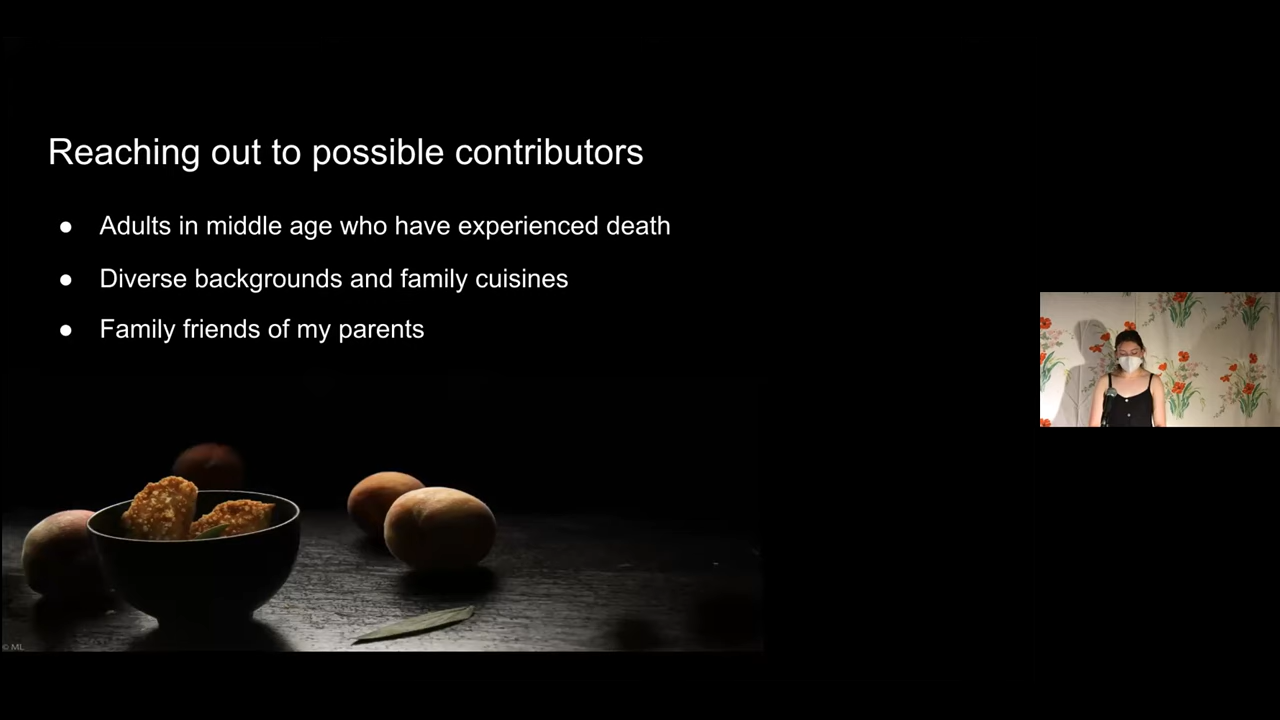 Reaching out to possible contributors
● Adults in middle age who have experienced death
● Diverse backgrounds and family cuisines
● Family friends of my parents
© ML